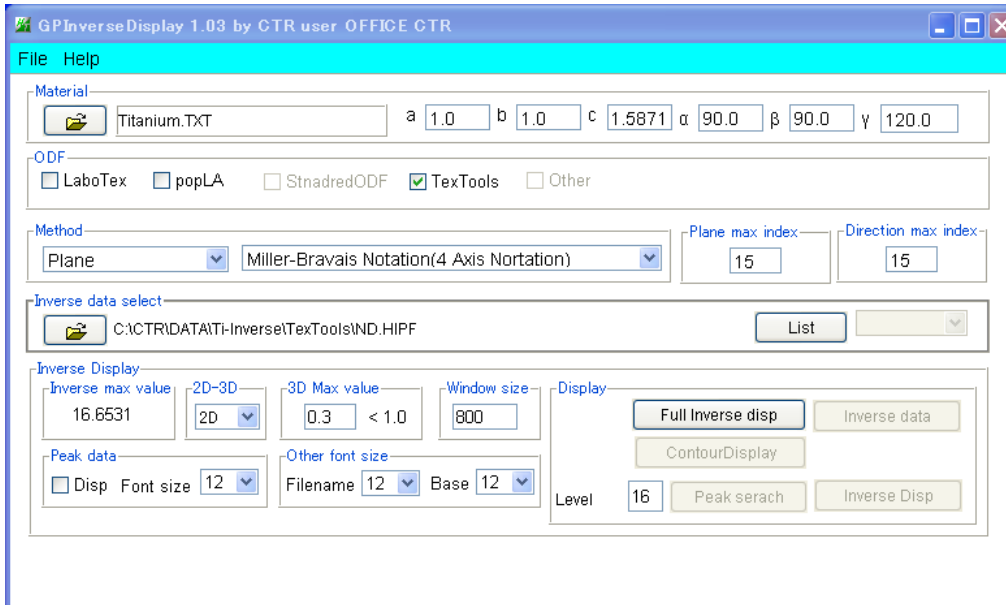 GPInverseDisplay 1.03 by CTR user OFFICE CTR
File Help
Material
Titanium.TXT a 1.0 b 1.0 c 1.5871 α 90.0 β 90.0 γ 120.0
ODF
LaboTex popLA StnadredODF TexTools Other
Method Plane max index Direction max index
Plane Miller-Bravais Notation(4 Axis Nortation) 15 15
Inverse data select
C:\CTR\DATA\Ti-Inverse\TexTools\ND.HIPF List
Inverse Display
Inverse max value 2D-3D 3D Max value Window size Display
16.6531 2D 0.3 < 1.0 800 Full Inverse disp Inverse data
ContourDisplay
Peak data Other font size
Disp Font size 12 Filename 12 Base 12
Level 16 Peak serach Inverse Disp